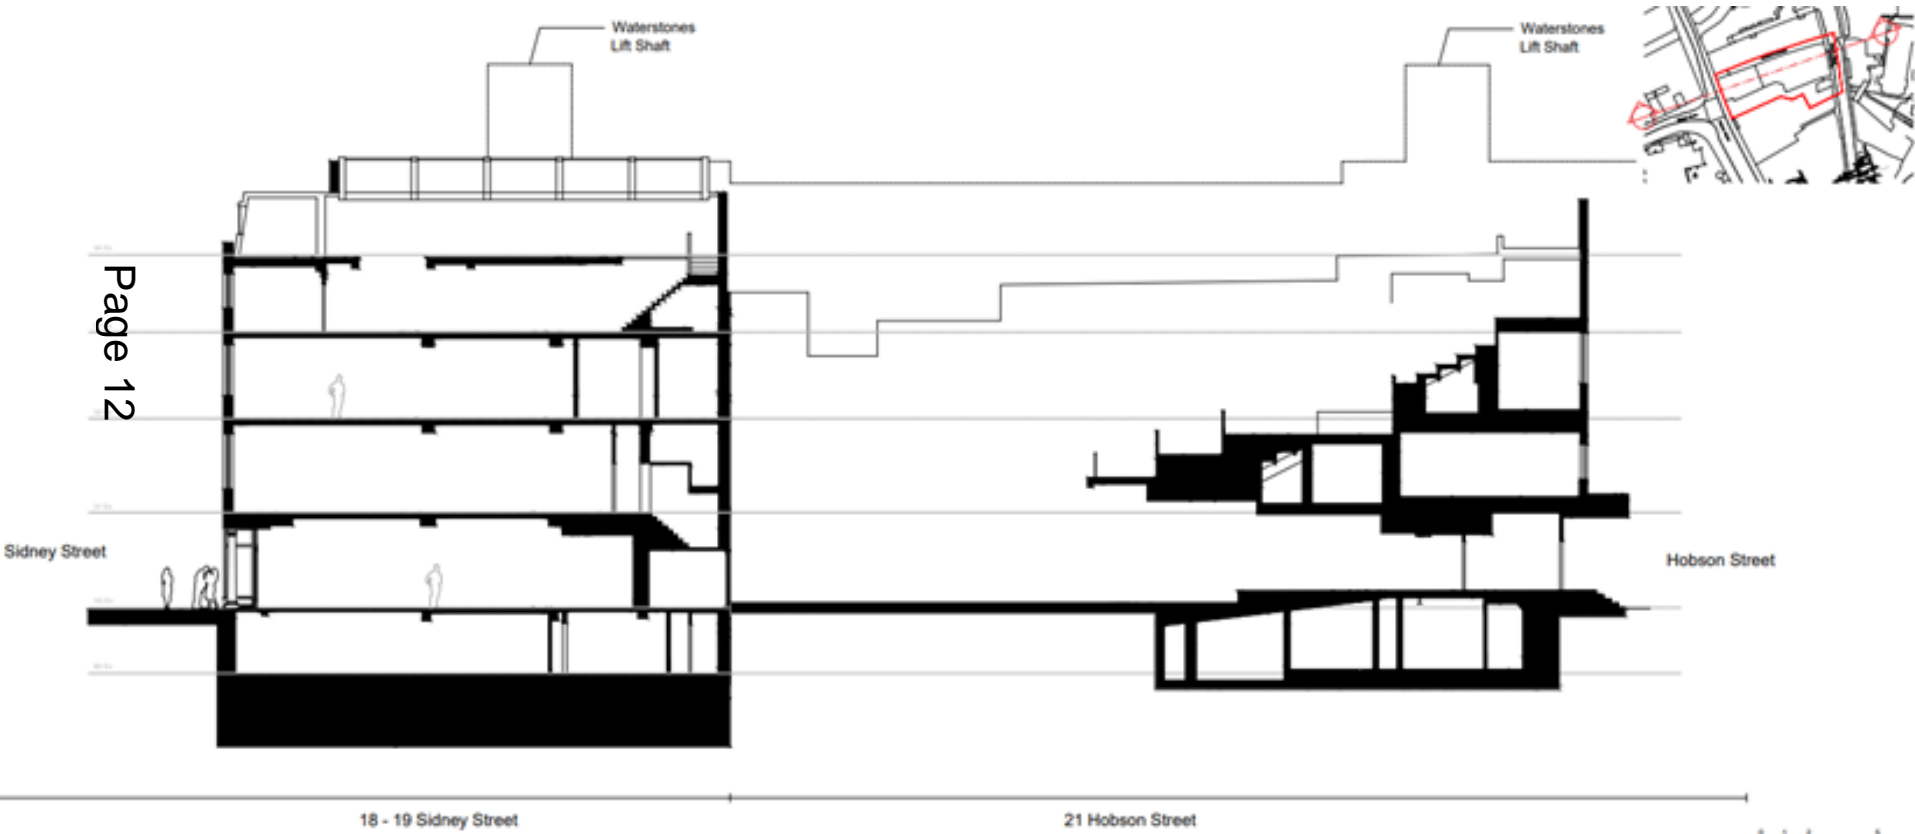 Waterstones
Lift Shaft
Waterstones
Lift Shaft
Page 12
Sidney Street
Hobson Street
18 - 19 Sidney Street
21 Hobson Street